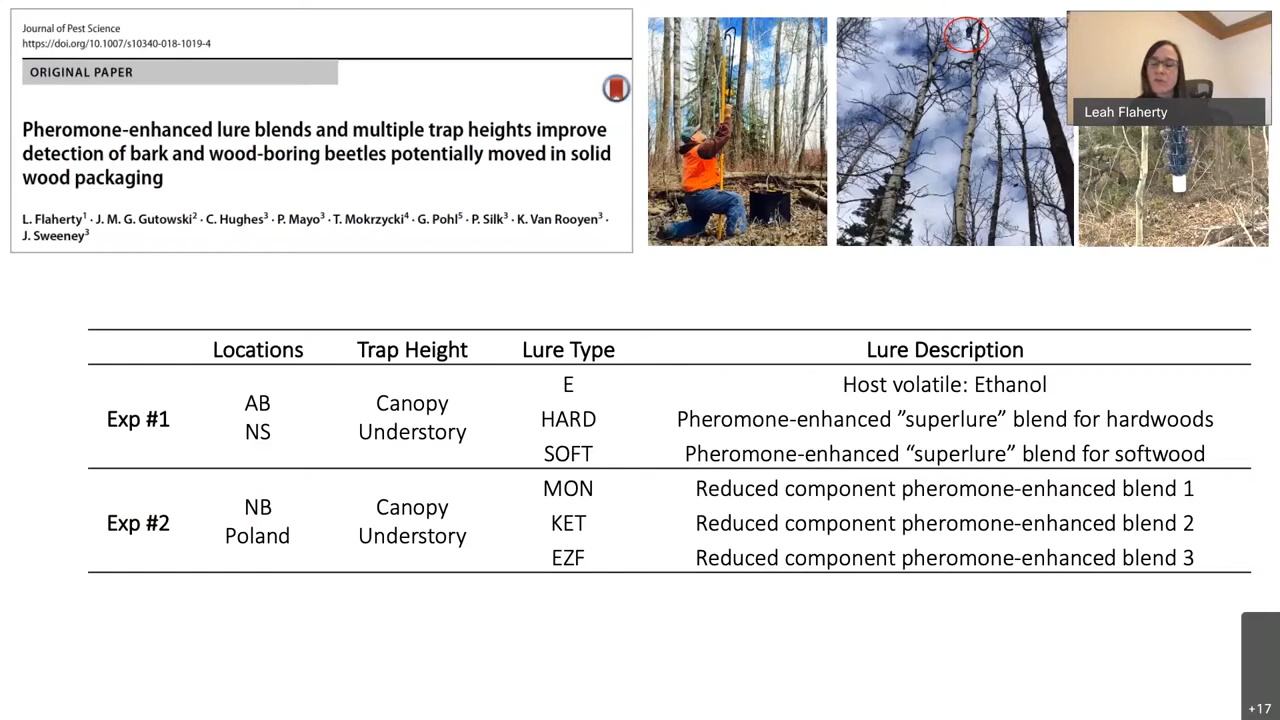 Journal of Pest Science
https://doi.org/10.1007/s10340-018-1019-4
ORIGINAL PAPER
Pheromone-enhanced lure blends and multiple trap heights improve
detection of bark and wood-boring beetles potentially moved in solid
wood packaging
L. Flaherty1 · J. M. G. Gutowski2 · C. Hughes3 · P. Mayo3 · T. Mokrzycki4 · G. Pohl5 · P. Silk3 · K. Van Rooyen3 ·
J. Sweeney3
Leah Flaherty
Locations Trap Height Lure Type Lure Description
Exp #1
AB
NS
Canopy
Understory
E Host volatile: Ethanol
HARD Pheromone-enhanced ”superlure” blend for hardwoods
SOFT Pheromone-enhanced “superlure” blend for softwood
Exp #2
NB
Poland
Canopy
Understory
MON Reduced component pheromone-enhanced blend 1
KET Reduced component pheromone-enhanced blend 2
EZF Reduced component pheromone-enhanced blend 3
+17